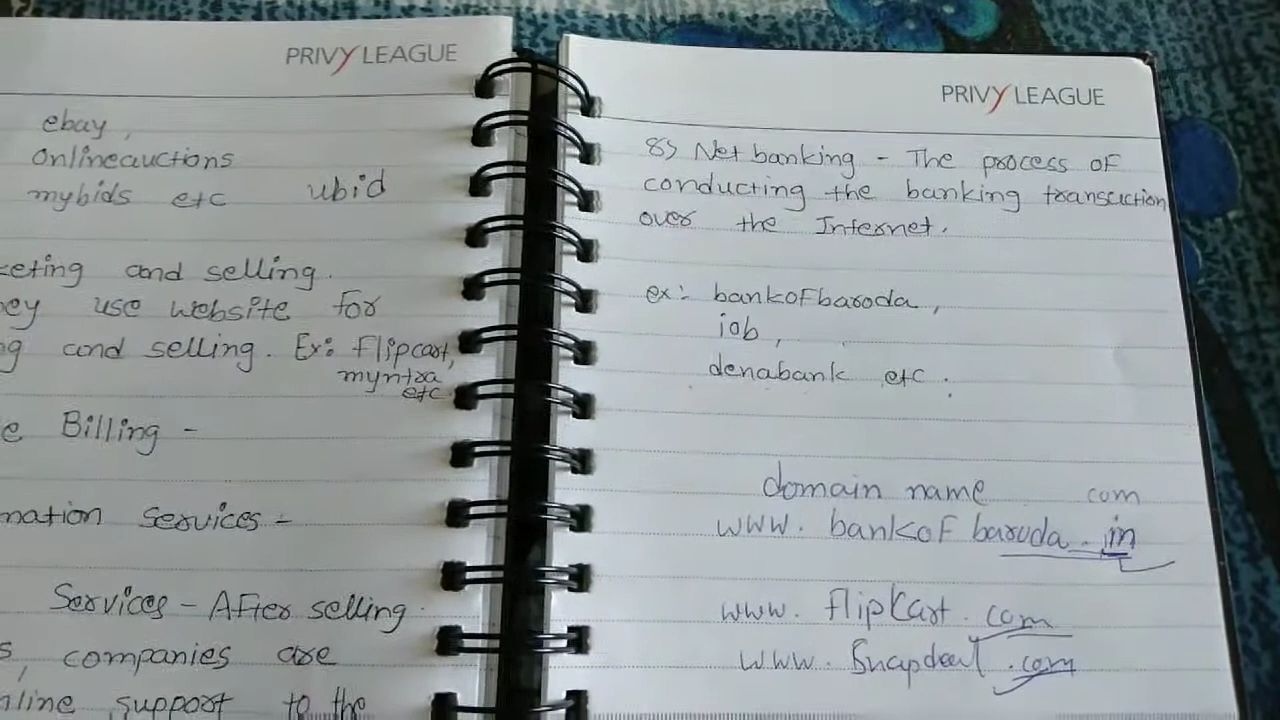 PRIVY LEAGUE
ebay,
onlineauctions
mybids etc ubid
keting and selling.
ey use website for
g and selling. Ex: flipcart,
myntra
etc
e Billing -
mation services -
Services - After selling
s, companies are
nline support to the
PRIVY LEAGUE
8) Net banking - The process of
conducting the banking transaction
over the Internet.
ex: bankofbaroda,
iob,
denabank etc.
domain name com
www. bankof baroda.in
www. flipkart.com
www. Snapdeal.com